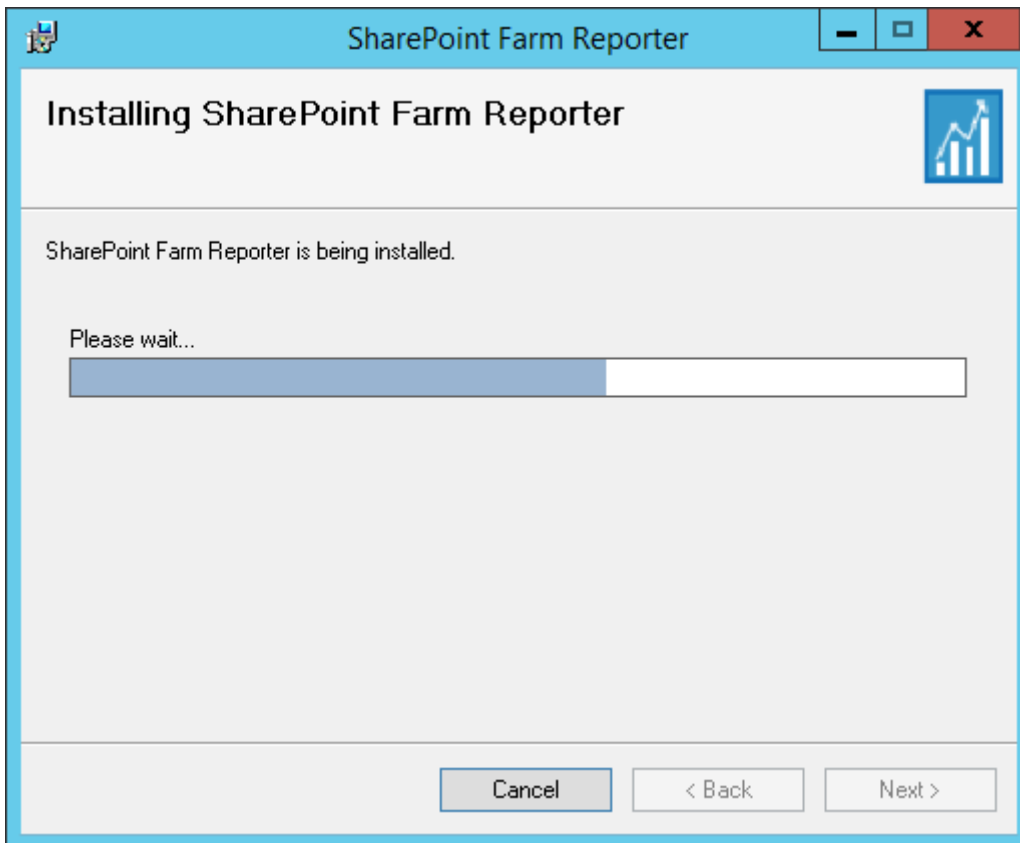 SharePoint Farm Reporter
Installing SharePoint Farm Reporter
SharePoint Farm Reporter is being installed.
Please wait...
Cancel
< Back
Next >